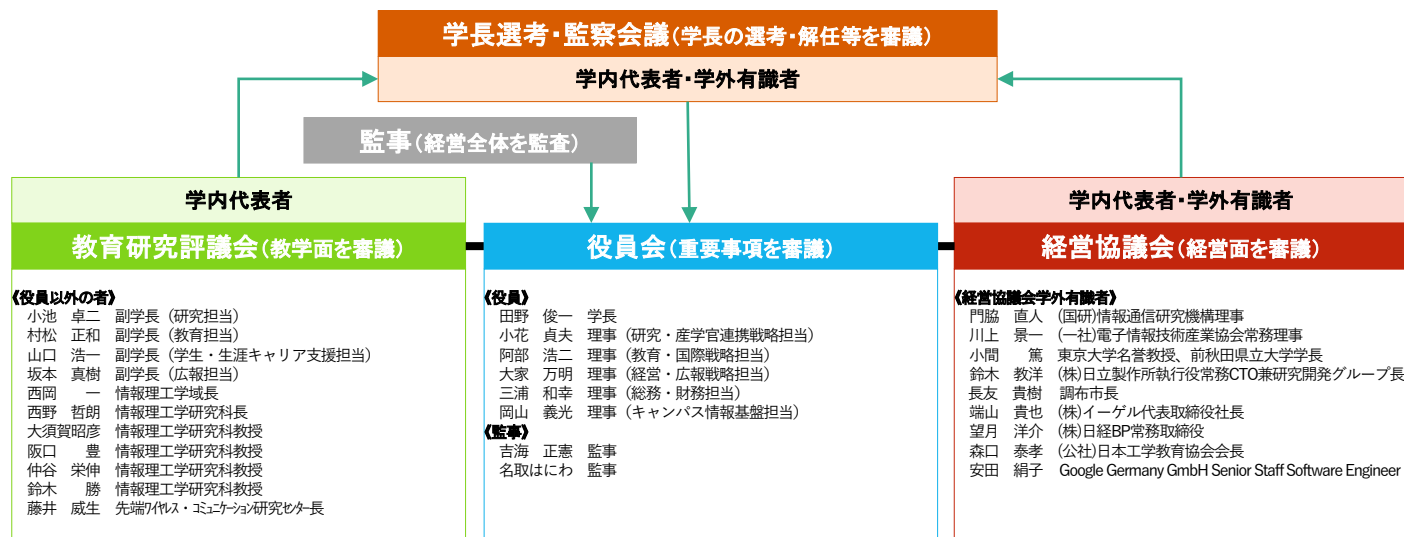 学長選考・監察会議(学長の選考・解任等を審議)
学内代表者・学外有識者
監事(経営全体を監査)
学内代表者
教育研究評議会(教学面を審議)
《役員以外の者》
小池 卓二 副学長(研究担当)
村松 正和 副学長(教育担当)
山口 浩一 副学長(学生・生涯キャリア支援担当)
坂本 真樹 副学長(広報担当)
西岡 一 情報理工学域長
西野 哲朗 情報理工学研究科長
大須賀昭彦 情報理工学研究科教授
阪口 豊 情報理工学研究科教授
仲谷 栄伸 情報理工学研究科教授
鈴木 勝 情報理工学研究科教授
藤井 威生 先端ワイヤレス・コミュニケーション研究センター長
役員会(重要事項を審議)
《役員》
田野 俊一 学長
小花 貞夫 理事(研究・産学官連携戦略担当)
阿部 浩二 理事(教育・国際戦略担当)
大家 万明 理事(経営・広報戦略担当)
三浦 和幸 理事(総務・財務担当)
岡山 義光 理事(キャンパス情報基盤担当)
《監事》
吉海 正憲 監事
名取はにわ 監事
学内代表者・学外有識者
経営協議会(経営面を審議)
《経営協議会学外有識者》
門脇 直人 (国研)情報通信研究機構理事
川上 景一 (一社)電子情報技術産業協会常務理事
小間 篤 東京大学名誉教授、前秋田県立大学学長
鈴木 教洋 (株)日立製作所執行役常務CTO兼研究開発グループ長
長友 貴樹 調布市長
端山 貴也 (株)イーゲル代表取締役社長
望月 洋介 (株)日経BP常務取締役
森口 泰孝 (公社)日本工学教育協会会長
安田 絹子 Google Germany GmbH Senior Staff Software Engineer